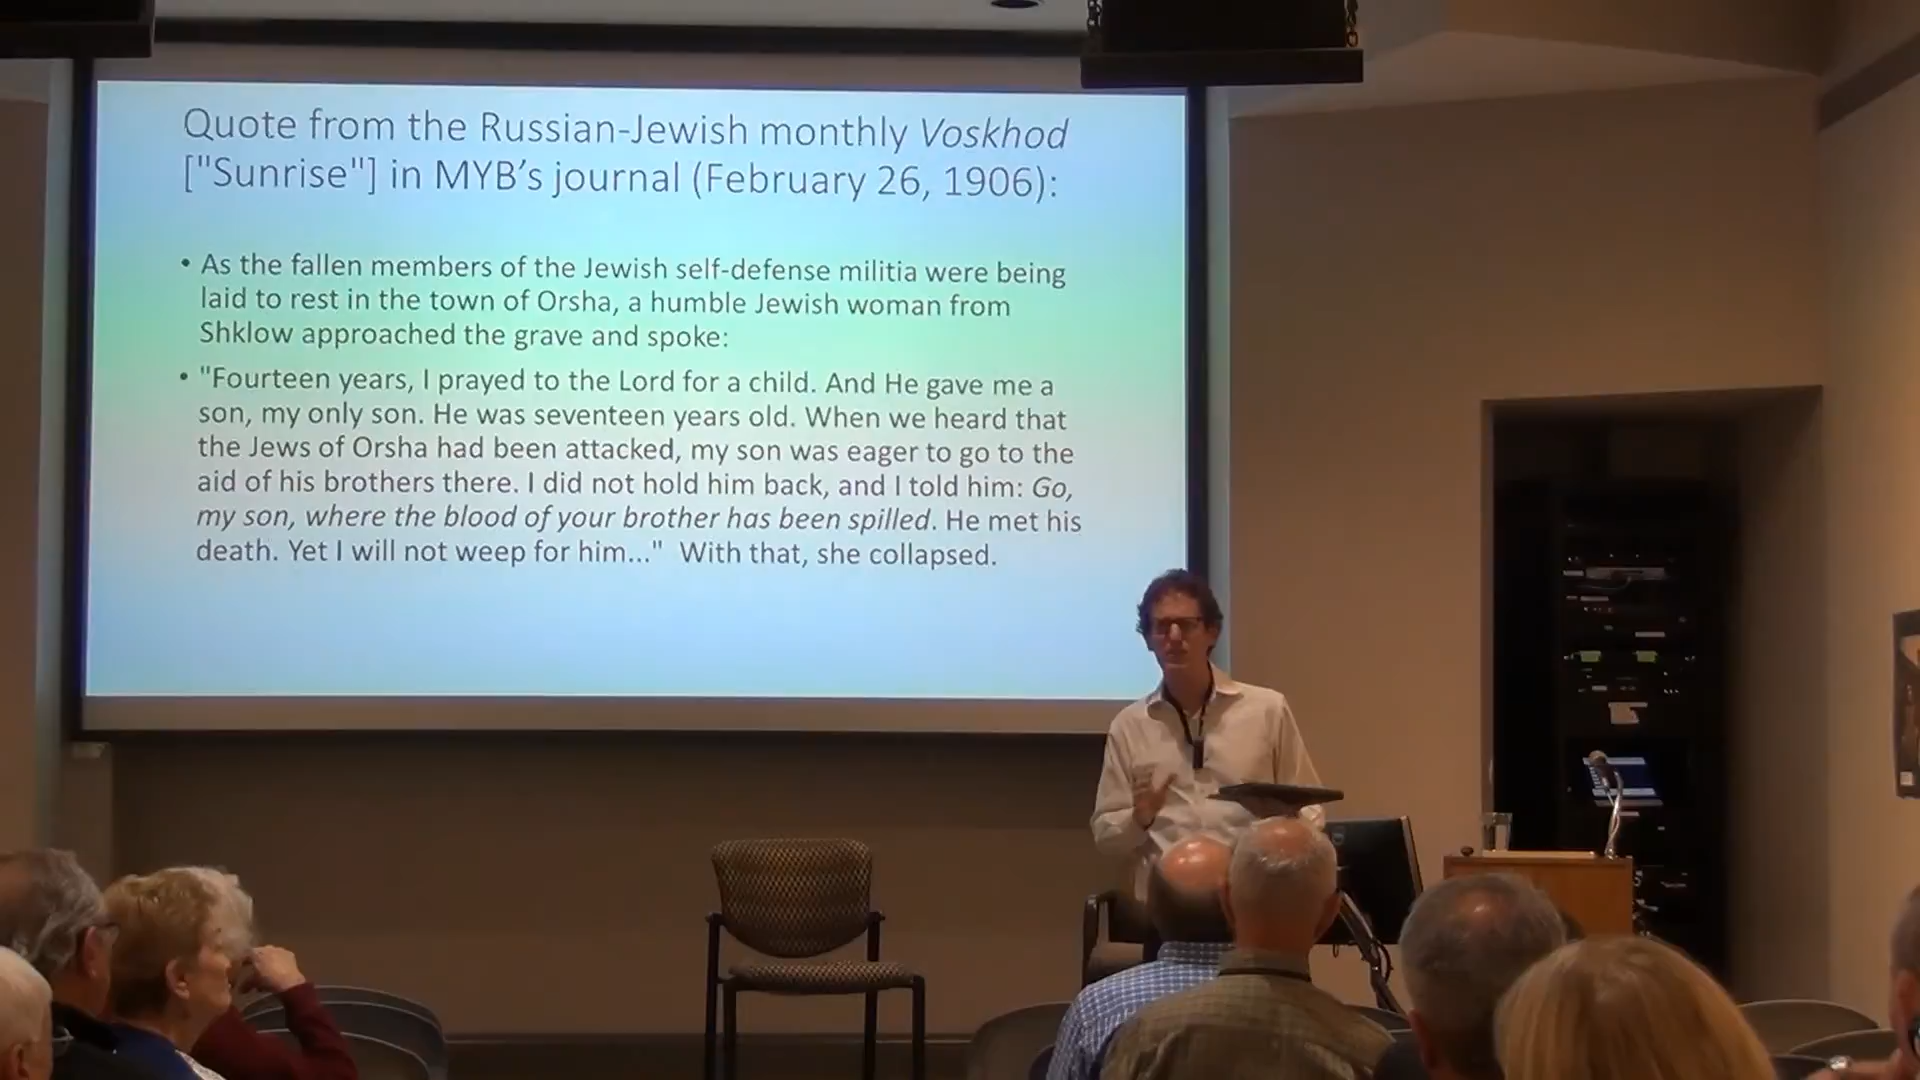 Quote from the Russian-Jewish monthly Voskhod
["Sunrise"] in MYB’s journal (February 26, 1906):
• As the fallen members of the Jewish self-defense militia were being
laid to rest in the town of Orsha, a humble Jewish woman from
Shklow approached the grave and spoke:
• "Fourteen years, I prayed to the Lord for a child. And He gave me a
son, my only son. He was seventeen years old. When we heard that
the Jews of Orsha had been attacked, my son was eager to go to the
aid of his brothers there. I did not hold him back, and I told him: Go,
my son, where the blood of your brother has been spilled. He met his
death. Yet I will not weep for him..." With that, she collapsed.